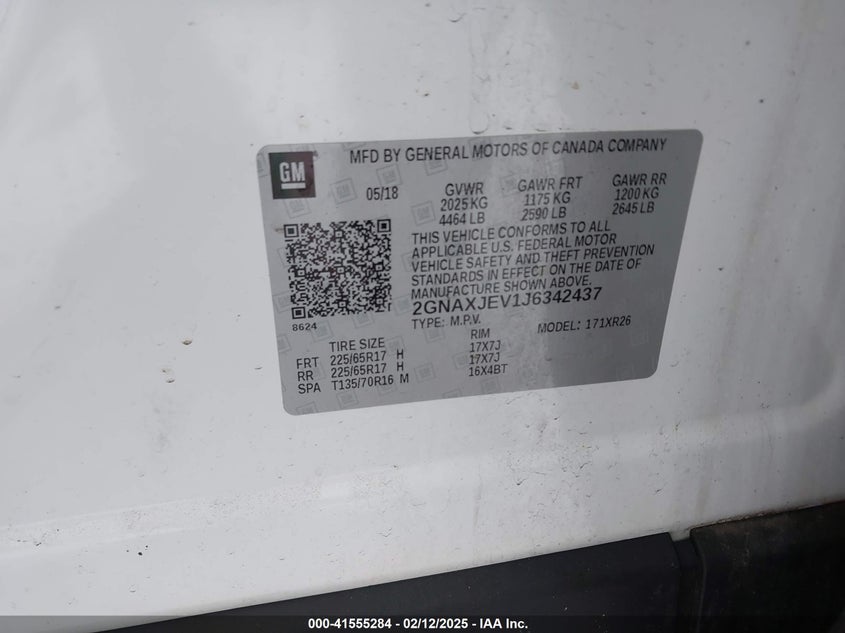 GM
MFD BY GENERAL MOTORS OF CANADA COMPANY
05/18 GVWR GAWR FRT GAWR RR
2025 KG 1175 KG 1200 KG
4464 LB 2590 LB 2645 LB
THIS VEHICLE CONFORMS TO ALL
APPLICABLE U.S. FEDERAL MOTOR
VEHICLE SAFETY AND THEFT PREVENTION
STANDARDS IN EFFECT ON THE DATE OF
MANUFACTURE SHOWN ABOVE.
2GNAXJEV1J6342437
8624 TYPE: M.P.V. MODEL: 171XR26
TIRE SIZE RIM
FRT 225/65R17 H 17X7J
RR 225/65R17 H 17X7J
SPA T135/70R16 M 16X4BT
000-41555284 - 02/12/2025 - IAA Inc.